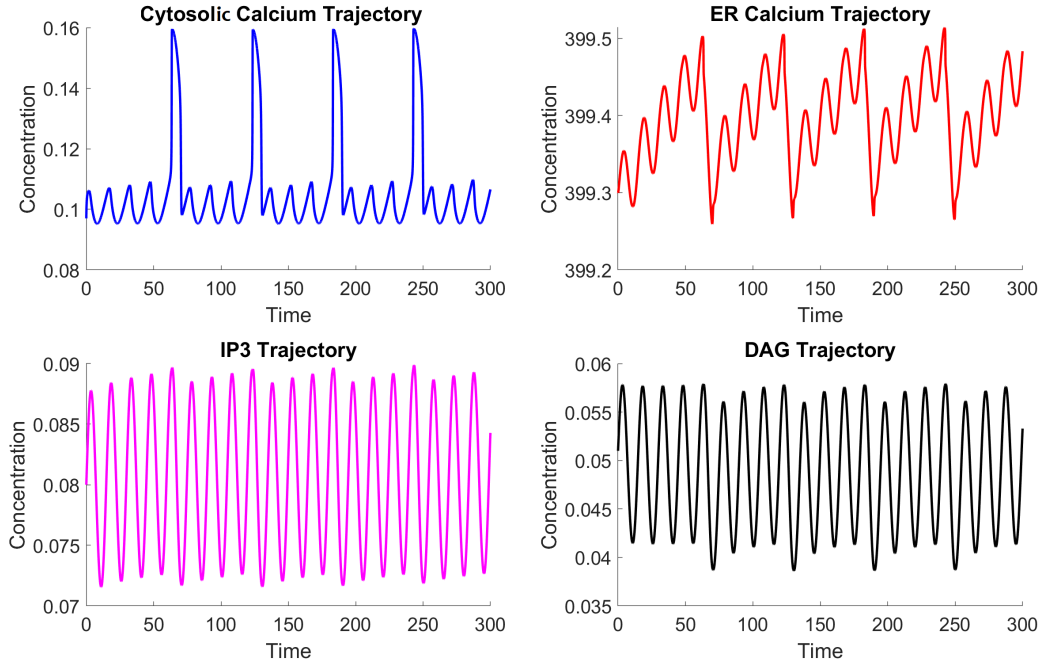 Cytosolic Calcium Trajectory
0.16
0.14
0.12
0.1
0.08
Concentration
0 50 100 150 200 250 300
Time
ER Calcium Trajectory
399.5
399.4
399.3
399.2
Concentration
0 50 100 150 200 250 300
Time
IP3 Trajectory
0.09
0.085
0.08
0.075
0.07
Concentration
0 50 100 150 200 250 300
Time
DAG Trajectory
0.06
0.055
0.05
0.045
0.04
0.035
Concentration
0 50 100 150 200 250 300
Time